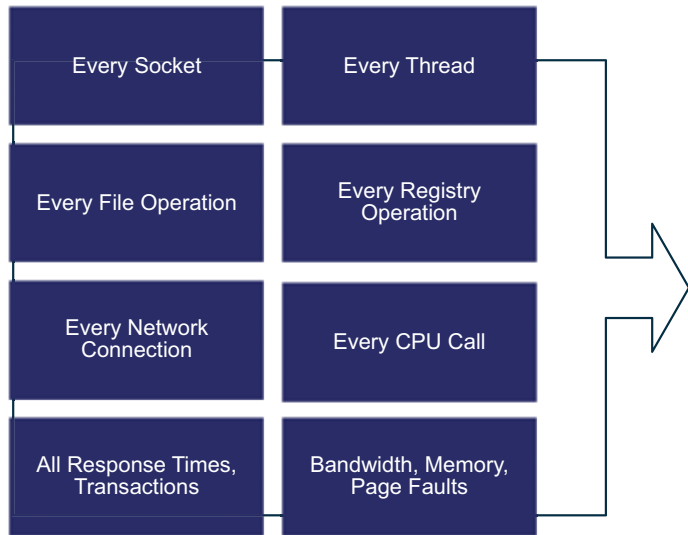 Every Socket
Every Thread
Every File Operation
Every Registry
Operation
Every Network
Connection
Every CPU Call
All Response Times,
Transactions
Bandwidth, Memory,
Page Faults